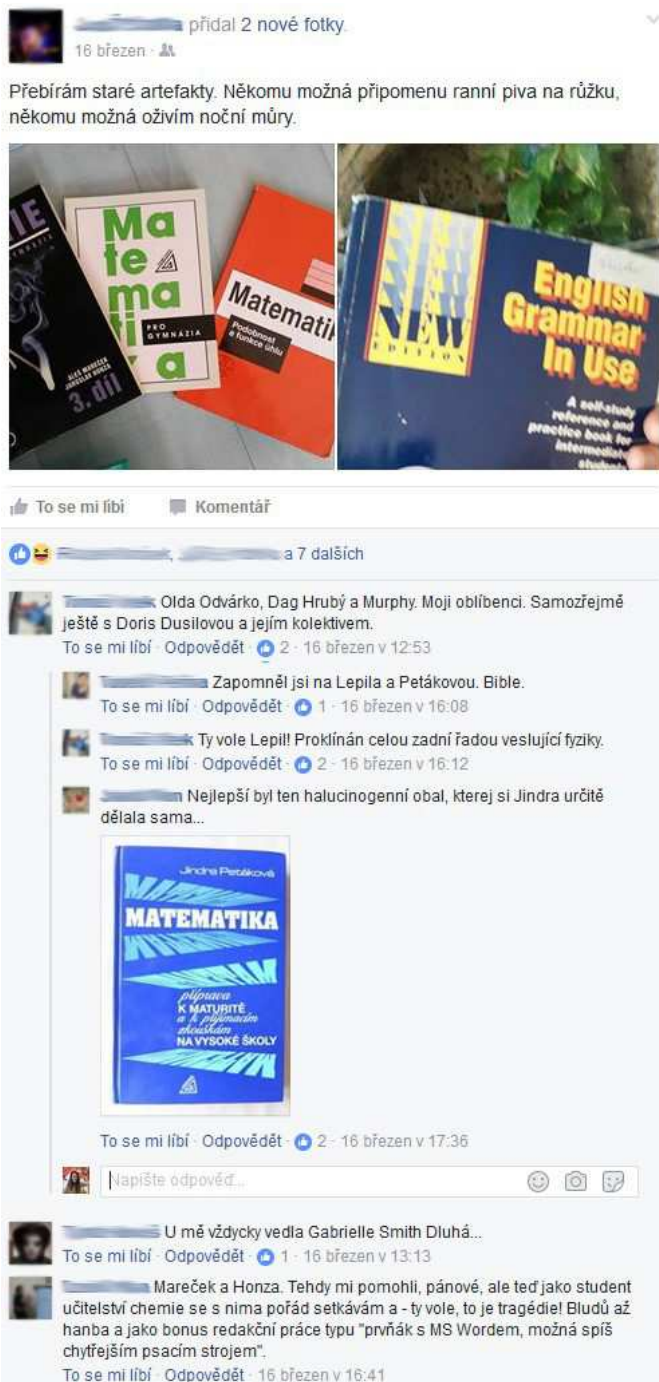 přidal 2 nové fotky.
16 březen
Přebírám staré artefakty. Někomu možná připomenu ranní piva na růžku,
někomu možná oživím noční můry.
IE
ALEŠ MAREČEK
JAROSLAV HONZA
3. díl
Ma
te
ma
ti
PRO
GYMNÁZIA
a
Matematik
Podobnost
a funkce úhlu
NEW
EDITION
English
Grammar
In Use
A self-study
reference and
practice book for
intermediate
students
To se mi líbí Komentář
a 7 dalších
Olda Odvárko, Dag Hrubý a Murphy. Moji oblíbenci. Samozřejmě
ještě s Doris Dusilovou a jejím kolektivem.
To se mi líbí · Odpovědět · 2 · 16 březen v 12:53
Zapomněl jsi na Lepila a Petákovou. Bible.
To se mi líbí · Odpovědět · 1 · 16 březen v 16:08
Ty vole Lepil! Proklínán celou zadní řadou veslující fyziky.
To se mi líbí · Odpovědět · 2 · 16 březen v 16:12
Nejlepší byl ten halucinogenní obal, kterej si Jindra určitě
dělala sama...
Jindra Petáková
MATEMATIKA
příprava
K MATURITĚ
a k přijímacím
zkouškám
NA VYSOKÉ ŠKOLY
To se mi líbí · Odpovědět · 2 · 16 březen v 17:36
Napište odpověď...
U mě vždycky vedla Gabrielle Smith Dluhá...
To se mi líbí · Odpovědět · 1 · 16 březen v 13:13
Mareček a Honza. Tehdy mi pomohli, pánové, ale teď jako student
učitelství chemie se s nima pořád setkávám a - ty vole, to je tragédie! Bludů až
hanba a jako bonus redakční práce typu "prvňák s MS Wordem, možná spíš
chytřejším psacím strojem".
To se mi líbí · Odpovědět · 16 březen v 16:41